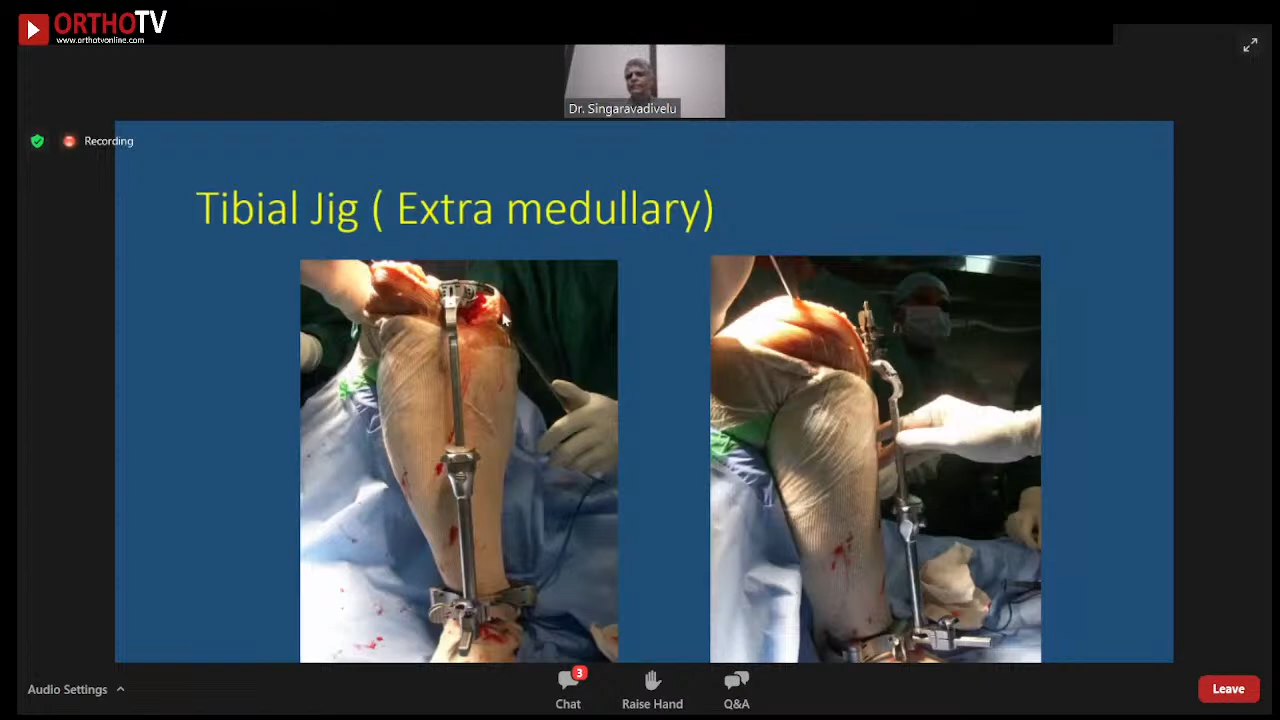 ORTHOTV
www.orthotvonline.com
Dr. Singaravadivelu
Recording
Tibial Jig ( Extra medullary)
Audio Settings
3
Chat
Raise Hand
Q&A
Leave